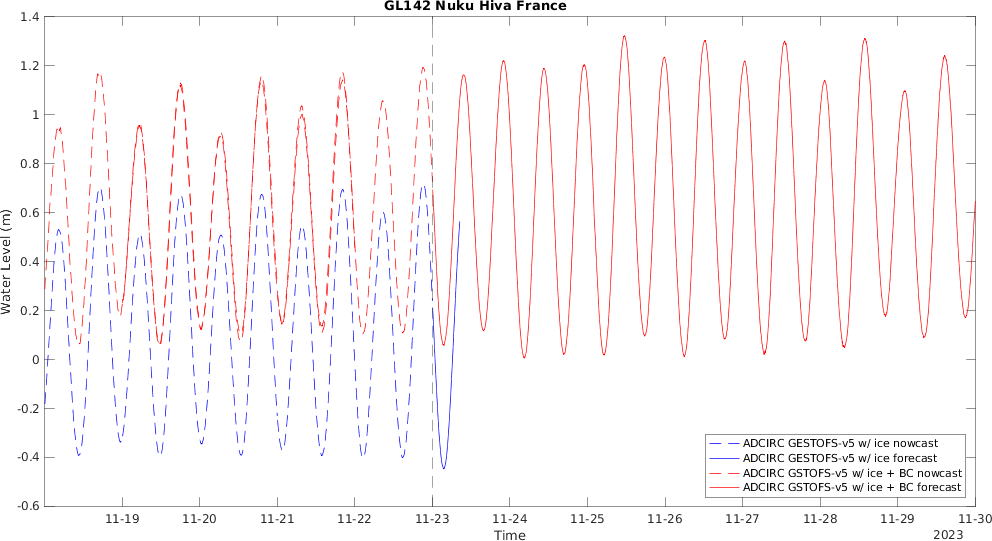 GL142 Nuku Hiva France
1.4
1.2
1
0.8
0.6
0.4
0.2
0
-0.2
-0.4
-0.6
Water Level (m)
ADCIRC GESTOFS-v5 w/ ice nowcast
ADCIRC GESTOFS-v5 w/ ice forecast
ADCIRC GSTOFS-v5 w/ ice + BC nowcast
ADCIRC GSTOFS-v5 w/ ice + BC forecast
11-19 11-20 11-21 11-22 11-23 11-24 11-25 11-26 11-27 11-28 11-29 11-30
Time
2023